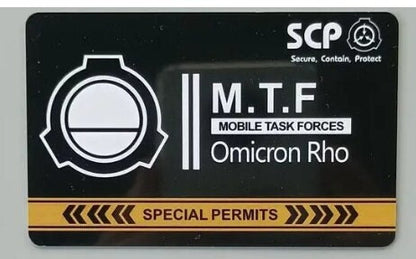 SCP
Secure, Contain, Protect
M.T.F
MOBILE TASK FORCES
Omicron Rho
SPECIAL PERMITS